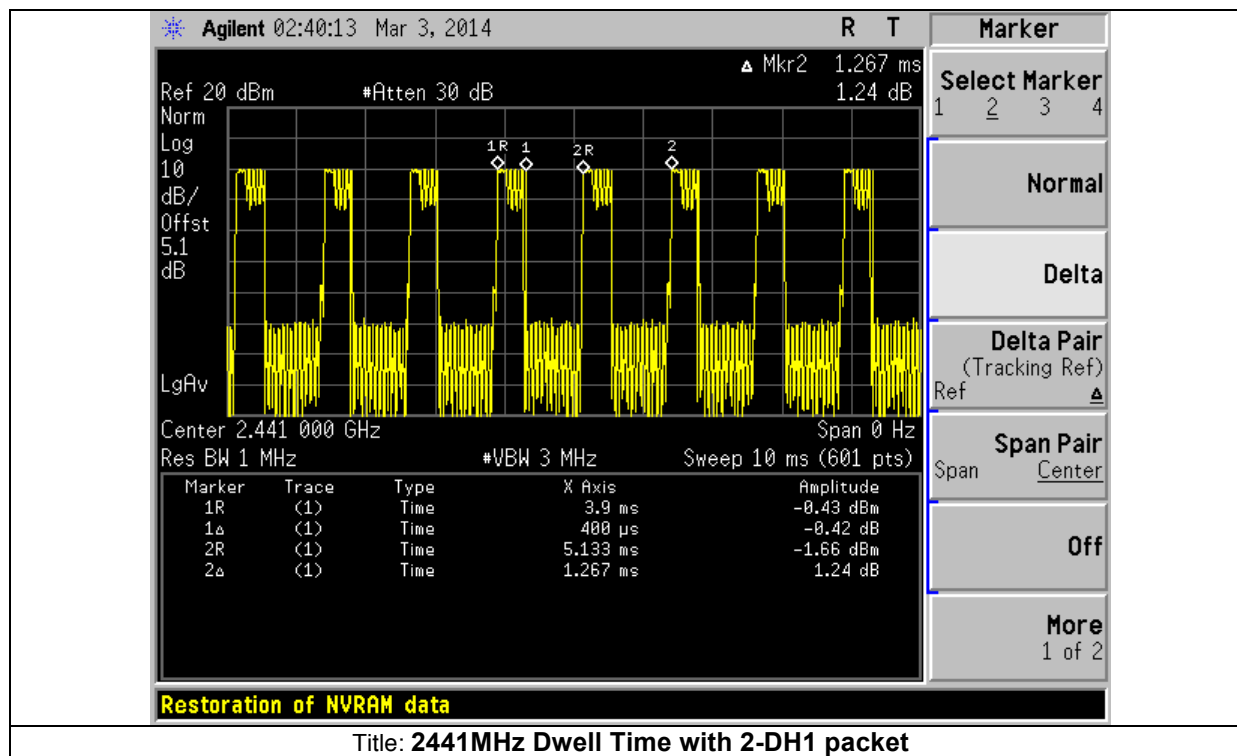 Agilent 02:40:13 Mar 3, 2014 R T
Δ Mkr2 1.267 ms
Ref 20 dBm #Atten 30 dB 1.24 dB
Norm
Log
10
dB/
Offst
5.1
dB
LgAv
1R 1 2R 2
Center 2.441 000 GHz Span 0 Hz
Res BW 1 MHz #VBW 3 MHz Sweep 10 ms (601 pts)
Marker Trace Type X Axis Amplitude
1R (1) Time 3.9 ms -0.43 dBm
1Δ (1) Time 400 µs -0.42 dB
2R (1) Time 5.133 ms -1.66 dBm
2Δ (1) Time 1.267 ms 1.24 dB
Restoration of NVRAM data
Marker
Select Marker
1 2 3 4
Normal
Delta
Delta Pair
(Tracking Ref)
Ref Δ
Span Pair
Span Center
Off
More
1 of 2
Title: 2441MHz Dwell Time with 2-DH1 packet